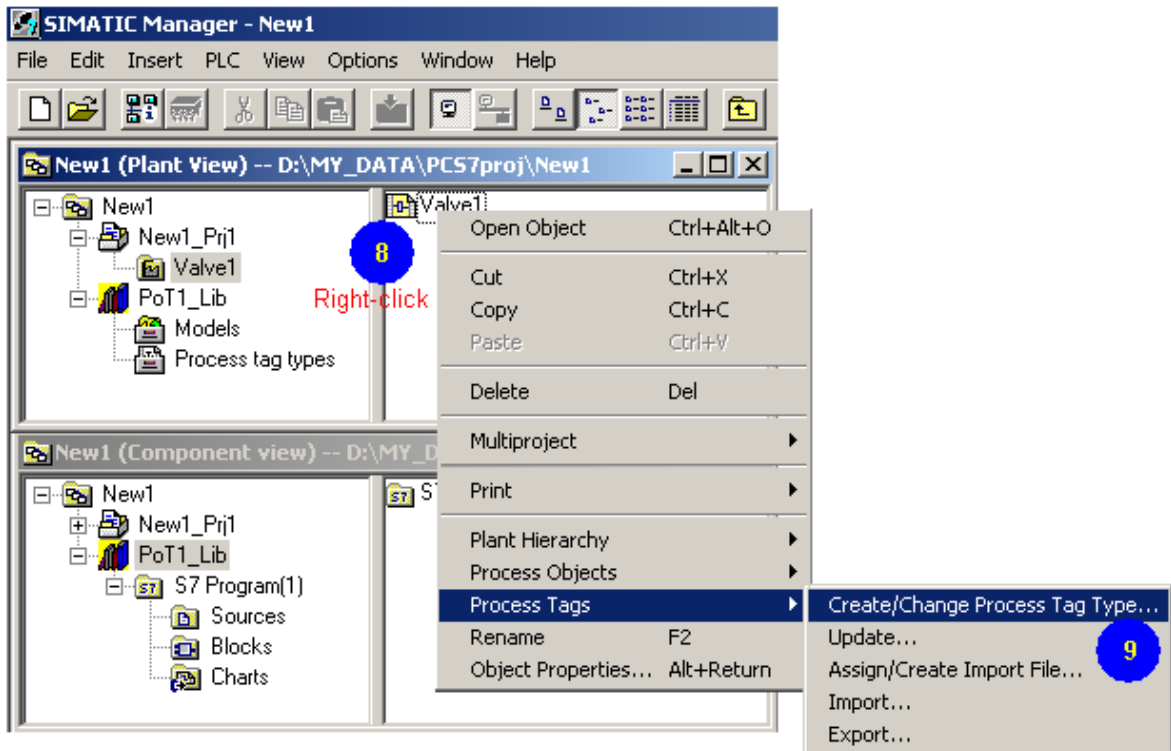 SIMATIC Manager - New1
File Edit Insert PLC View Options Window Help
New1 (Plant View) -- D:\MY_DATA\PCS7proj\New1
New1
New1_Prj1
Valve1
PoT1_Lib
Models
Process tag types
Valve1
8
Right-click
Open Object Ctrl+Alt+O
Cut Ctrl+X
Copy Ctrl+C
Paste Ctrl+V
Delete Del
Multiproject
Print
Plant Hierarchy
Process Objects
Process Tags
Rename F2
Object Properties... Alt+Return
Create/Change Process Tag Type...
9
Update...
Assign/Create Import File...
Import...
Export...
New1 (Component view) -- D:\MY_D
New1
New1_Prj1
PoT1_Lib
S7 Program(1)
Sources
Blocks
Charts